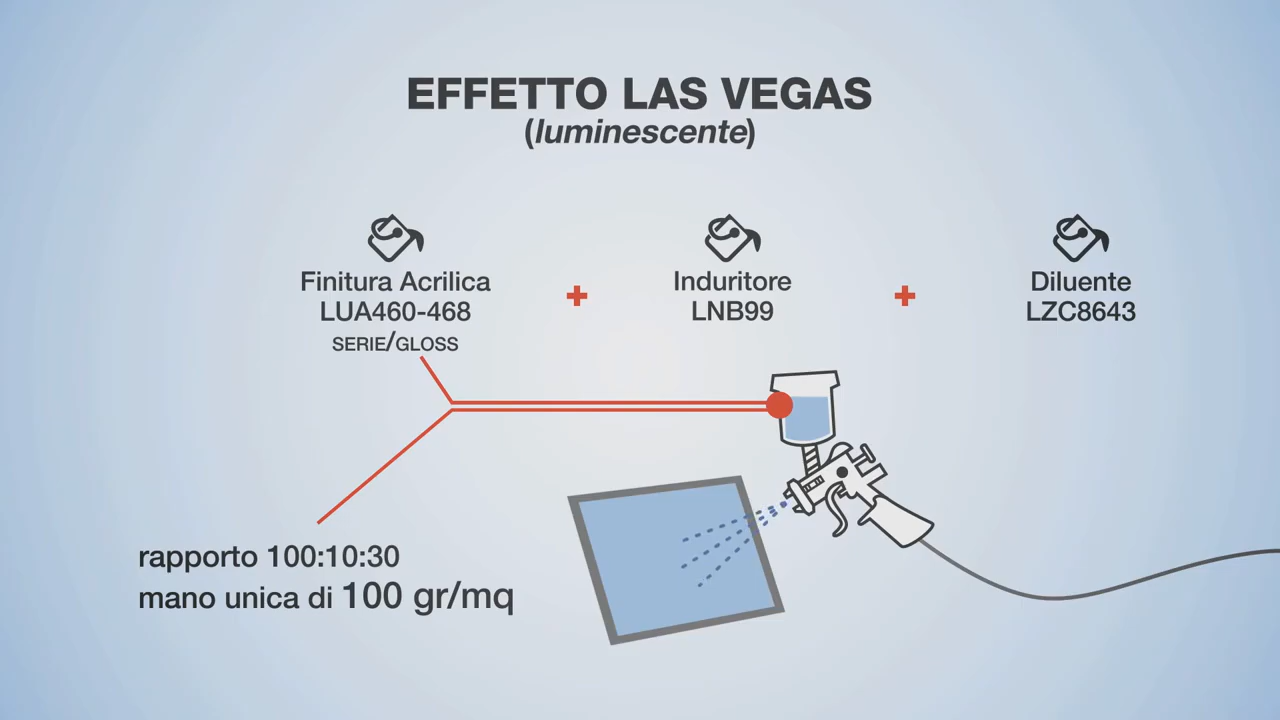 EFFETTO LAS VEGAS
(luminescente)
Finitura Acrilica
LUA460-468
SERIE/GLOSS
+
Induritore
LNB99
+
Diluente
LZC8643
rapporto 100:10:30
mano unica di 100 gr/mq